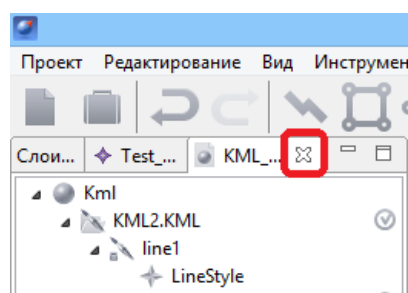 Проект Редактирование Вид Инструмен
Слои... Test_... KML_...
Kml
KML2.KML
line1
LineStyle